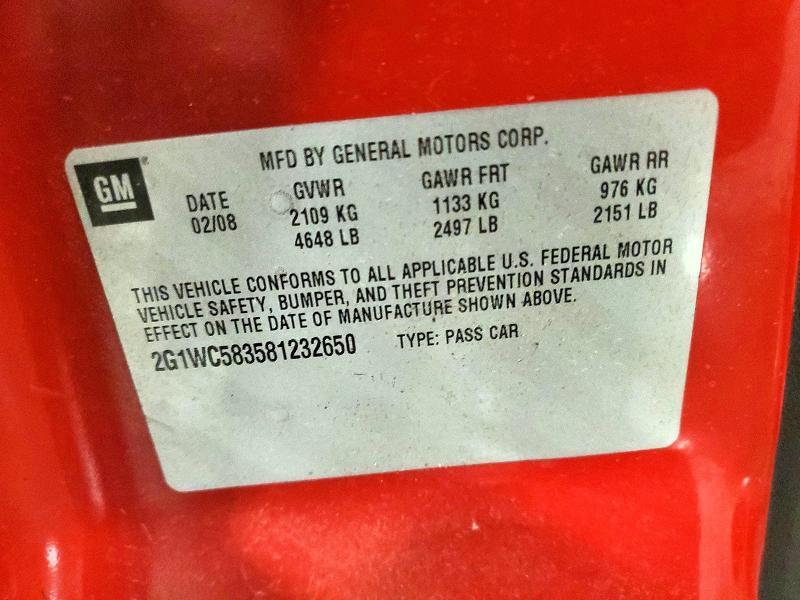 MFD BY GENERAL MOTORS CORP.
GM
DATE GVWR GAWR FRT GAWR RR
02/08 2109 KG 1133 KG 976 KG
4648 LB 2497 LB 2151 LB
THIS VEHICLE CONFORMS TO ALL APPLICABLE U.S. FEDERAL MOTOR
VEHICLE SAFETY, BUMPER, AND THEFT PREVENTION STANDARDS IN
EFFECT ON THE DATE OF MANUFACTURE SHOWN ABOVE.
2G1WC583581232650 TYPE: PASS CAR